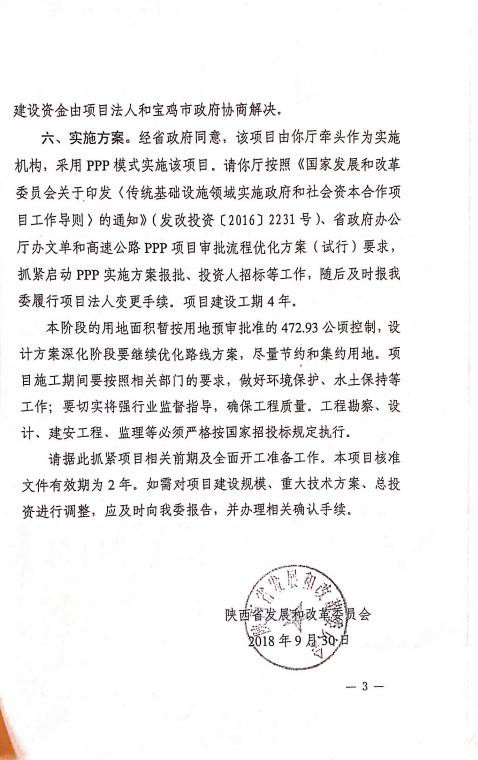 建设资金由项目法人和宝鸡市政府协商解决。
六、实施方案。经省政府同意，该项目由你厅牵头作为实施
机构，采用 PPP 模式实施该项目。请你厅按照《国家发展和改革
委员会关于印发〈传统基础设施领域实施政府和社会资本合作项
目工作导则〉的通知》（发改投资〔2016〕2231 号）、省政府办公
厅办文单和高速公路 PPP 项目审批流程优化方案（试行）要求，
抓紧启动 PPP 实施方案报批、投资人招标等工作，随后及时报我
委履行项目法人变更手续。项目建设工期 4 年。
本阶段的用地面积暂按用地预审批准的 472.93 公顷控制，设
计方案深化阶段要继续优化路线方案，尽量节约和集约用地。项
目施工期间要按照相关部门的要求，做好环境保护、水土保持等
工作；要切实将强行业监督指导，确保工程质量。工程勘察、设
计、建安工程、监理等必须严格按国家招投标规定执行。
请据此抓紧项目相关前期及全面开工准备工作。本项目核准
文件有效期为 2 年。如需对项目建设规模、重大技术方案、总投
资进行调整，应及时向我委报告，并办理相关确认手续。
陕西省发展和改革委员会
2018 年 9 月 30 日
陕西省发展和改革委员会
— 3 —